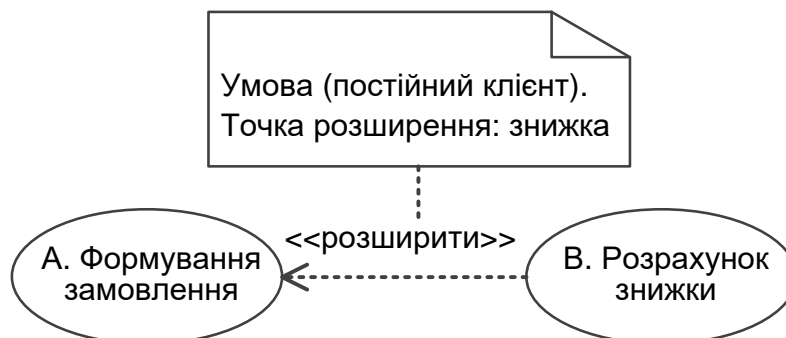 Умова (постійний клієнт).
Точка розширення: знижка
<<розширити>>
А. Формування
замовлення
В. Розрахунок
знижки